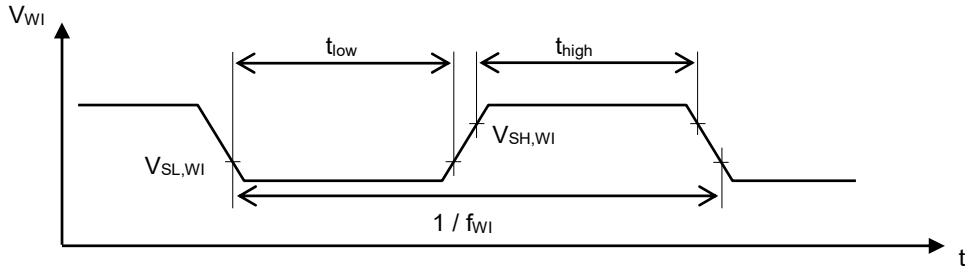 VWI
tlow
thigh
VSH,WI
VSL,WI
1 / fWI
t